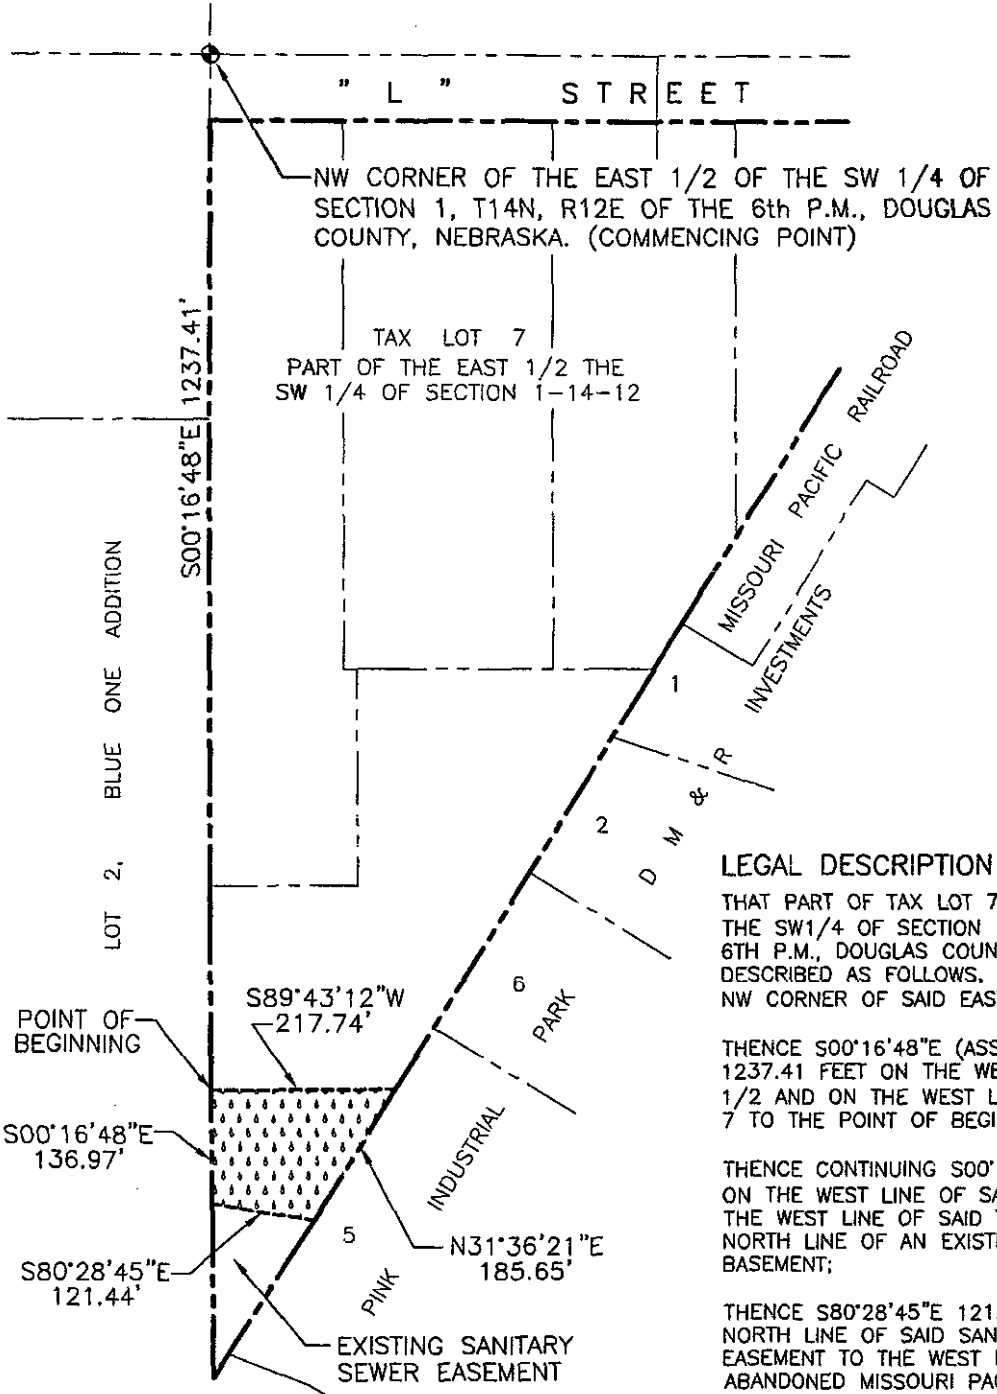 " L " STREET
NW CORNER OF THE EAST 1/2 OF THE SW 1/4 OF
SECTION 1, T14N, R12E OF THE 6th P.M., DOUGLAS
COUNTY, NEBRASKA. (COMMENCING POINT)
S00°16'48"E 1237.41'
TAX LOT 7
PART OF THE EAST 1/2 THE
SW 1/4 OF SECTION 1-14-12
MISSOURI PACIFIC RAILROAD
LOT 2, BLUE ONE ADDITION
1
2
D M & R INVESTMENTS
6
5
PINK INDUSTRIAL PARK
POINT OF
BEGINNING
S89°43'12"W
217.74'
S00°16'48"E
136.97'
S80°28'45"E
121.44'
N31°36'21"E
185.65'
EXISTING SANITARY
SEWER EASEMENT
LEGAL DESCRIPTION
THAT PART OF TAX LOT 7
THE SW1/4 OF SECTION
6TH P.M., DOUGLAS COUN
DESCRIBED AS FOLLOWS.
NW CORNER OF SAID EAS
THENCE S00°16'48"E (ASS
1237.41 FEET ON THE WE
1/2 AND ON THE WEST L
7 TO THE POINT OF BEGI
THENCE CONTINUING S00°
ON THE WEST LINE OF SA
THE WEST LINE OF SAID T
NORTH LINE OF AN EXISTI
BASEMENT;
THENCE S80°28'45"E 121.
NORTH LINE OF SAID SAN
EASEMENT TO THE WEST
ABANDONED MISSOURI PAC